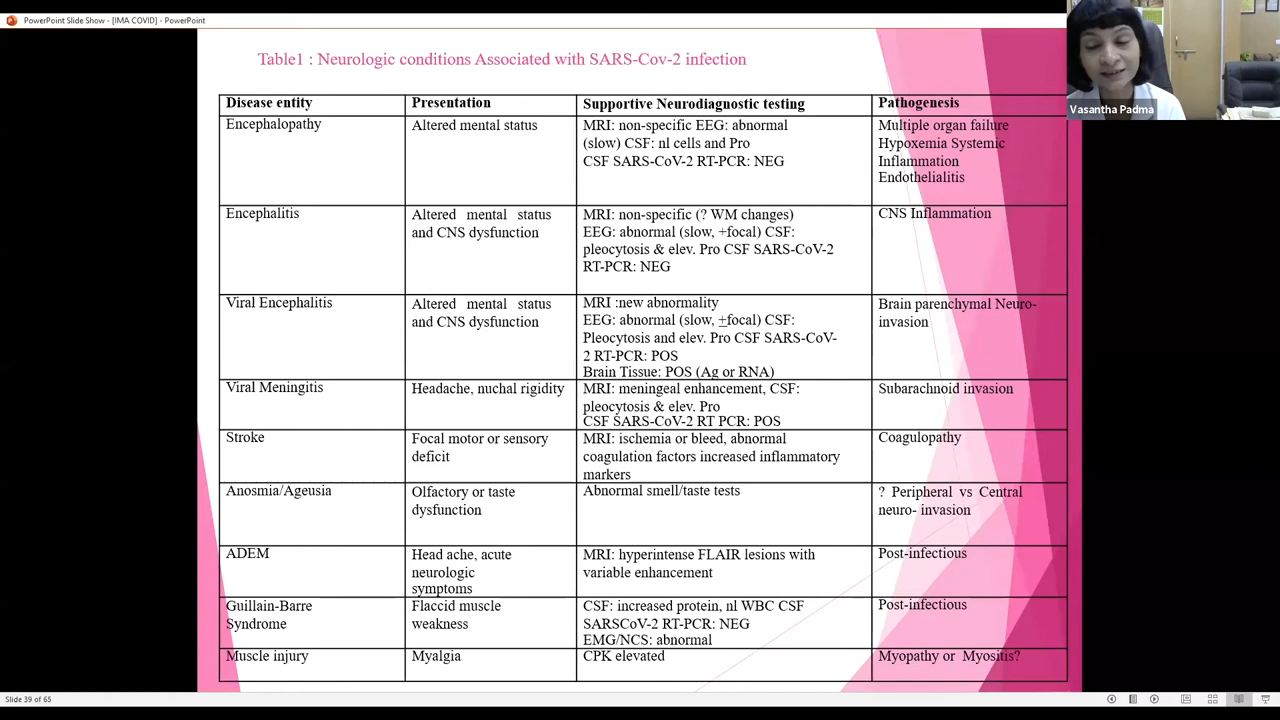 PowerPoint Slide Show - [IMA COVID] - PowerPoint
Vasantha Padma
Table1 : Neurologic conditions Associated with SARS-Cov-2 infection
Disease entity
Presentation
Supportive Neurodiagnostic testing
Pathogenesis
Encephalopathy
Altered mental status
MRI: non-specific EEG: abnormal
(slow) CSF: nl cells and Pro
CSF SARS-CoV-2 RT-PCR: NEG
Multiple organ failure
Hypoxemia Systemic
Inflammation
Endothelialitis
Encephalitis
Altered mental status
and CNS dysfunction
MRI: non-specific (? WM changes)
EEG: abnormal (slow, +focal) CSF:
pleocytosis & elev. Pro CSF SARS-CoV-2
RT-PCR: NEG
CNS Inflammation
Viral Encephalitis
Altered mental status
and CNS dysfunction
MRI :new abnormality
EEG: abnormal (slow, ±focal) CSF:
Pleocytosis and elev. Pro CSF SARS-CoV-
2 RT-PCR: POS
Brain Tissue: POS (Ag or RNA)
Brain parenchymal Neuro-
invasion
Viral Meningitis
Headache, nuchal rigidity
MRI: meningeal enhancement, CSF:
pleocytosis & elev. Pro
CSF SARS-CoV-2 RT PCR: POS
Subarachnoid invasion
Stroke
Focal motor or sensory
deficit
MRI: ischemia or bleed, abnormal
coagulation factors increased inflammatory
markers
Coagulopathy
Anosmia/Ageusia
Olfactory or taste
dysfunction
Abnormal smell/taste tests
? Peripheral vs Central
neuro- invasion
ADEM
Head ache, acute
neurologic
symptoms
MRI: hyperintense FLAIR lesions with
variable enhancement
Post-infectious
Guillain-Barre
Syndrome
Flaccid muscle
weakness
CSF: increased protein, nl WBC CSF
SARSCoV-2 RT-PCR: NEG
EMG/NCS: abnormal
Post-infectious
Muscle injury
Myalgia
CPK elevated
Myopathy or Myositis?
Slide 39 of 65